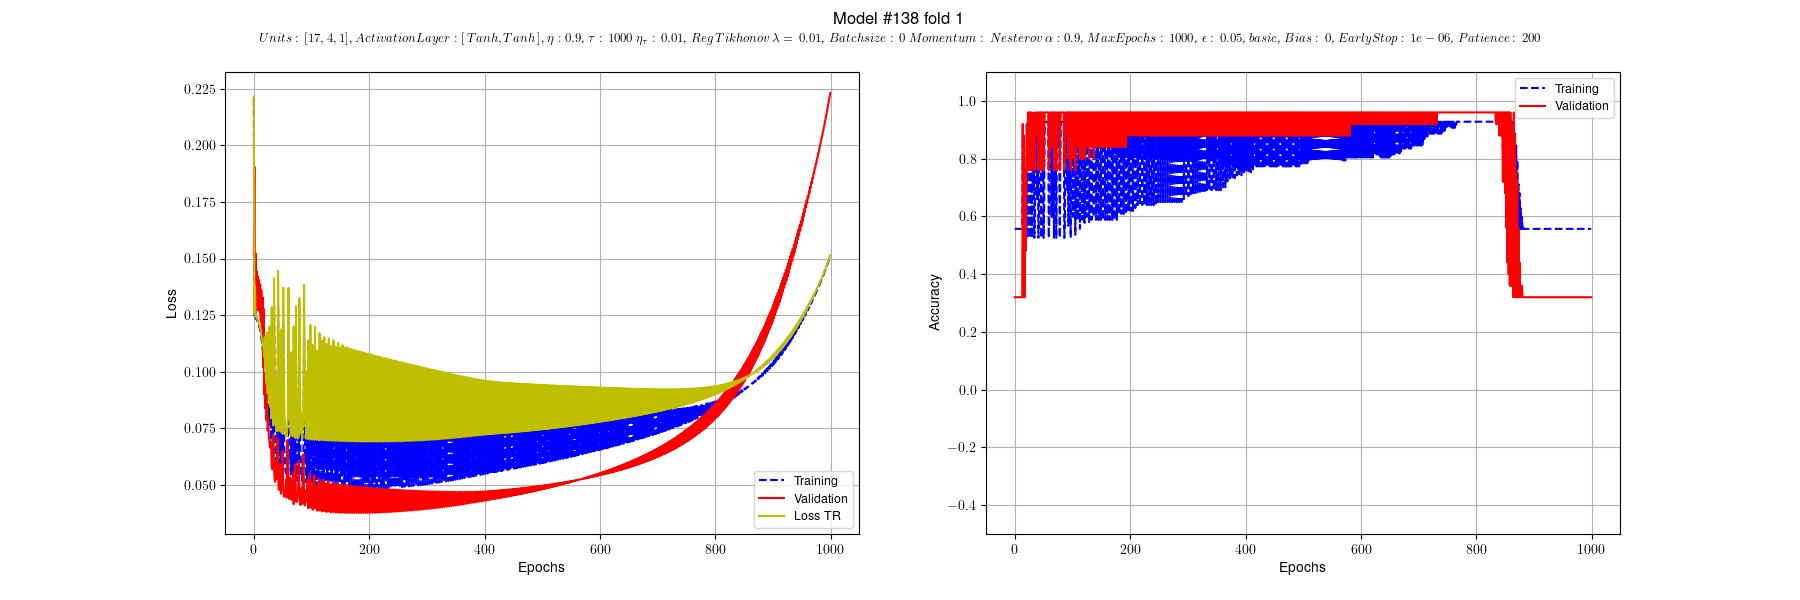 Model #138 fold 1
Units : [17, 4, 1], ActivationLayer : [Tanh, Tanh], η : 0.9, τ : 1000 η_τ : 0.01, RegTikhonov λ = 0.01, Batchsize : 0 Momentum : Nesterov α : 0.9, MaxEpochs : 1000, ϵ : 0.05, basic, Bias : 0, EarlyStop : 1e − 06, Patience : 200
0.225
0.200
0.175
0.150
0.125
0.100
0.075
0.050
Loss
Training
Validation
Loss TR
0 200 400 600 800 1000
Epochs
1.0
0.8
0.6
0.4
0.2
0.0
−0.2
−0.4
Accuracy
Training
Validation
0 200 400 600 800 1000
Epochs